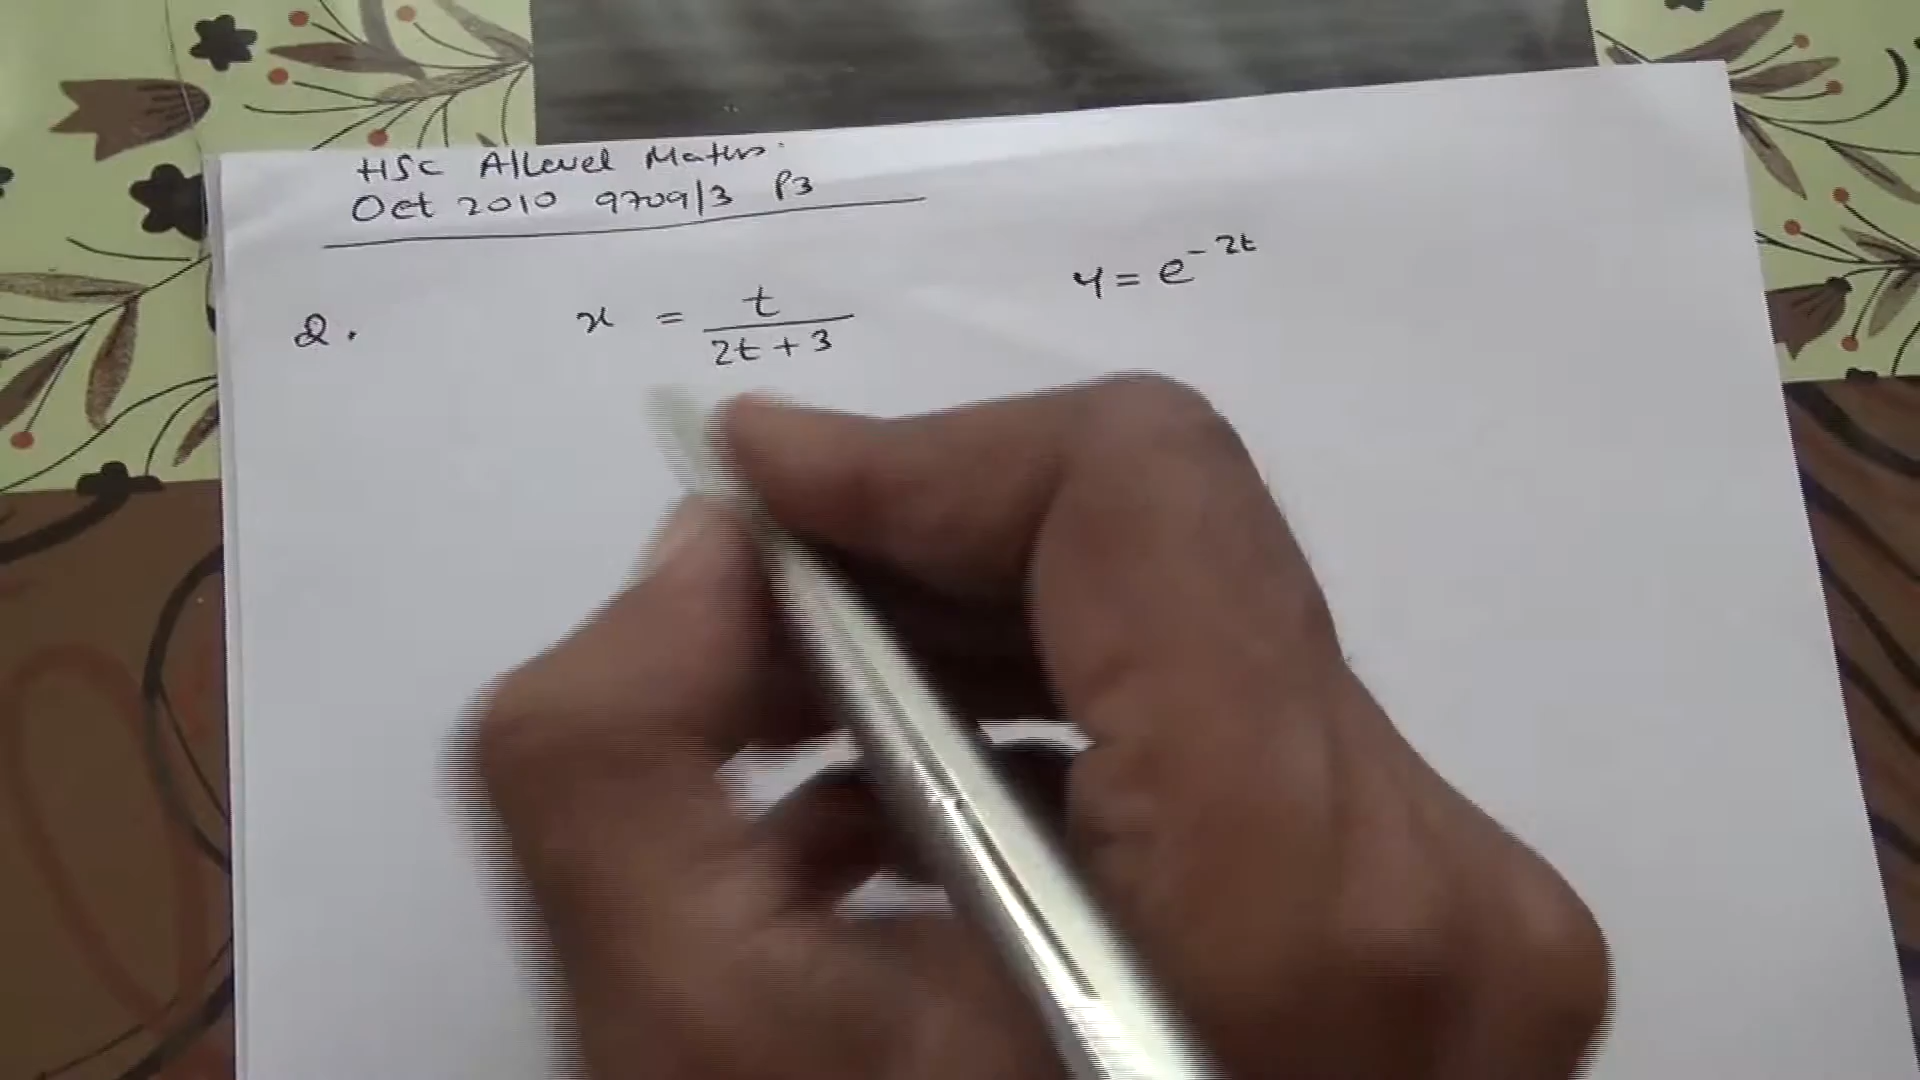 HSC A/Level Maths.
Oct 2010 9709/3 P3
Q. x = t / 2t + 3 y = e^-2t